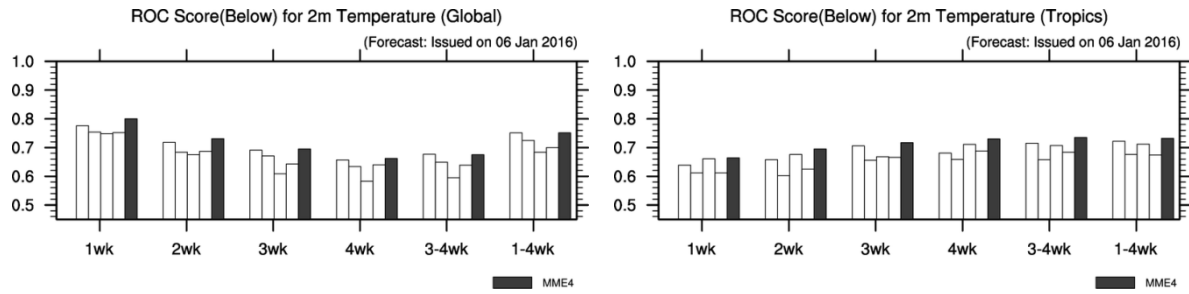 ROC Score(Below) for 2m Temperature (Global)
(Forecast: Issued on 06 Jan 2016)
1.0
0.9
0.8
0.7
0.6
0.5
1wk 2wk 3wk 4wk 3-4wk 1-4wk
MME4
ROC Score(Below) for 2m Temperature (Tropics)
(Forecast: Issued on 06 Jan 2016)
1.0
0.9
0.8
0.7
0.6
0.5
1wk 2wk 3wk 4wk 3-4wk 1-4wk
MME4